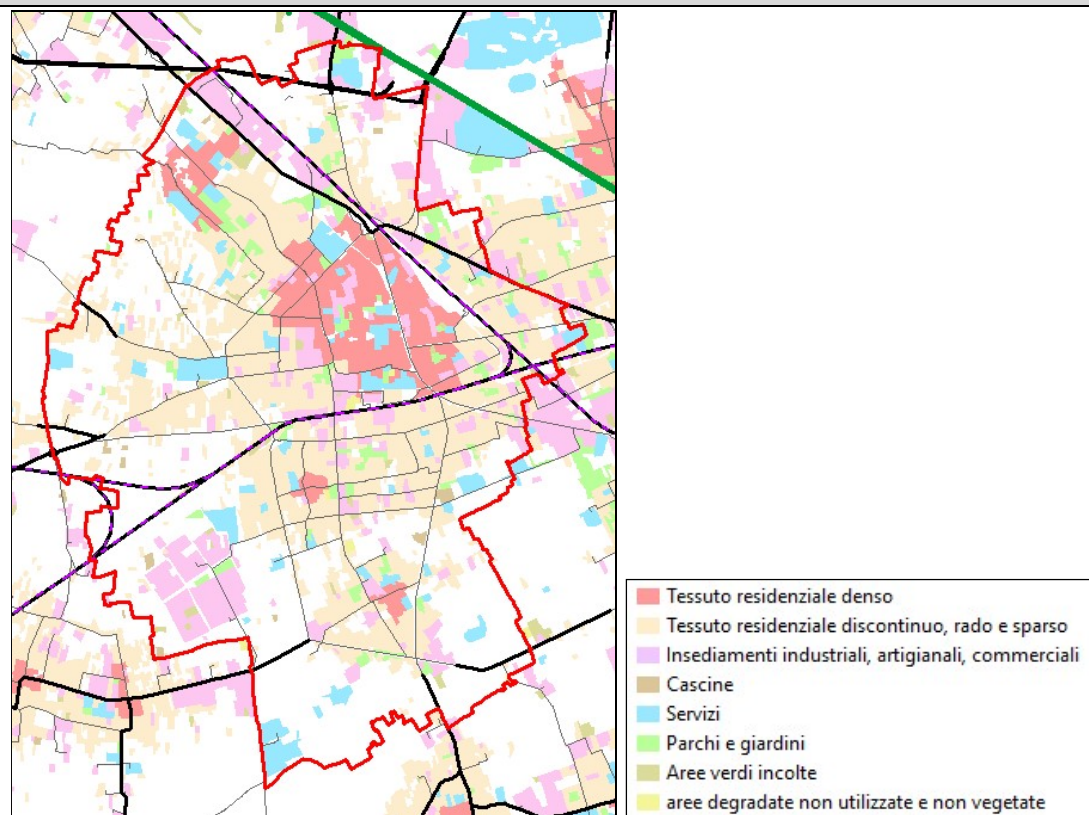 Tessuto residenziale denso
Tessuto residenziale discontinuo, rado e sparso
Insediamenti industriali, artigianali, commerciali
Cascine
Servizi
Parchi e giardini
Aree verdi incolte
aree degradate non utilizzate e non vegetate